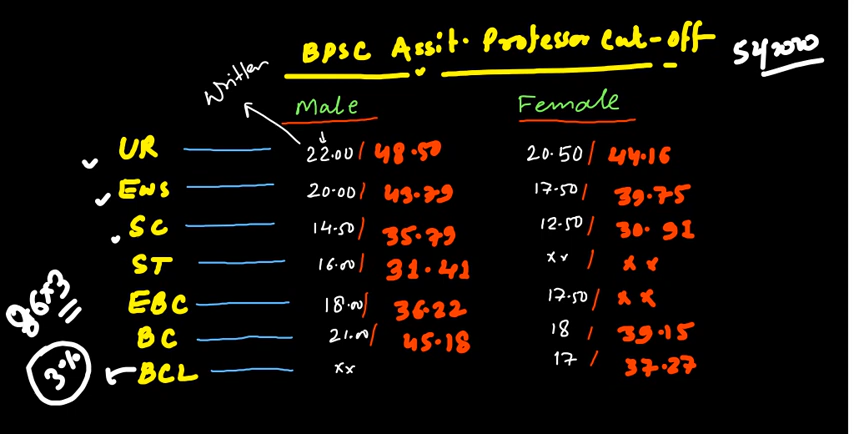 BPSC Assit. Professor Cut-off
Written
Male Female
UR 22.00/ 48.50 20.50/ 44.16
EWS 20.00/ 43.79 17.50/ 39.75
SC 14.50/ 35.79 12.50/ 30.91
ST 16.00/ 31.41 xx / xx
EBC 18.00/ 36.22 17.50/ xx
BC 21.00/ 45.18 18 / 39.15
BCL xx 17 / 37.27
3%